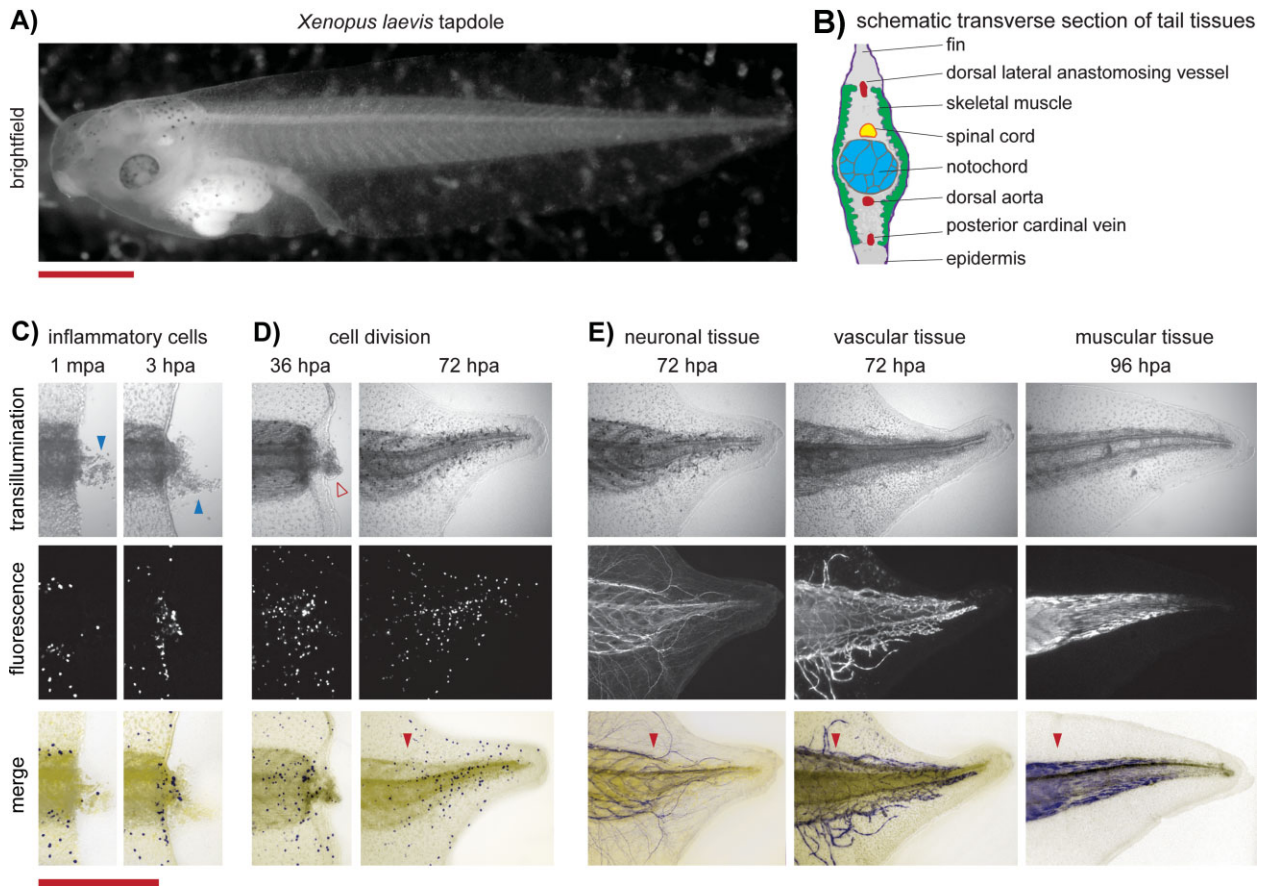 A)
Xenopus laevis tapdole
brightfield
B) schematic transverse section of tail tissues
fin
dorsal lateral anastomosing vessel
skeletal muscle
spinal cord
notochord
dorsal aorta
posterior cardinal vein
epidermis
C) inflammatory cells
1 mpa 3 hpa
D) cell division
36 hpa 72 hpa
E) neuronal tissue vascular tissue muscular tissue
72 hpa 72 hpa 96 hpa
transillumination
fluorescence
merge